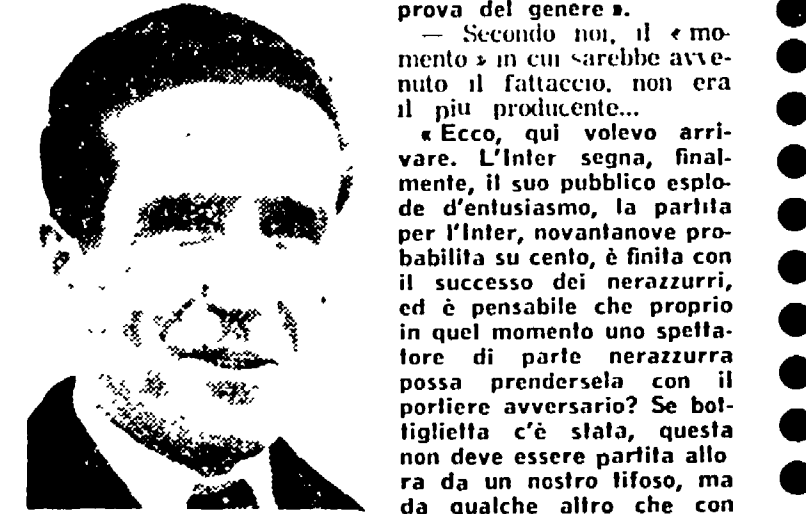 prova del genere ».
— Secondo noi, il « mo-
mento » in cui sarebbe avve-
nuto il fattaccio, non era
il piu producente...
« Ecco, qui volevo arri-
vare. L'Inter segna, final-
mente, il suo pubblico esplo-
de d'entusiasmo, la partita
per l'Inter, novantanove pro-
babilita su cento, è finita con
il successo dei nerazzurri,
ed è pensabile che proprio
in quel momento uno spetta-
tore di parte nerazzurra
possa prendersela con il
portiere avversario? Se bot-
tiglietta c'è stata, questa
non deve essere partita allo
ra da un nostro tifoso, ma
da qualche altro che con